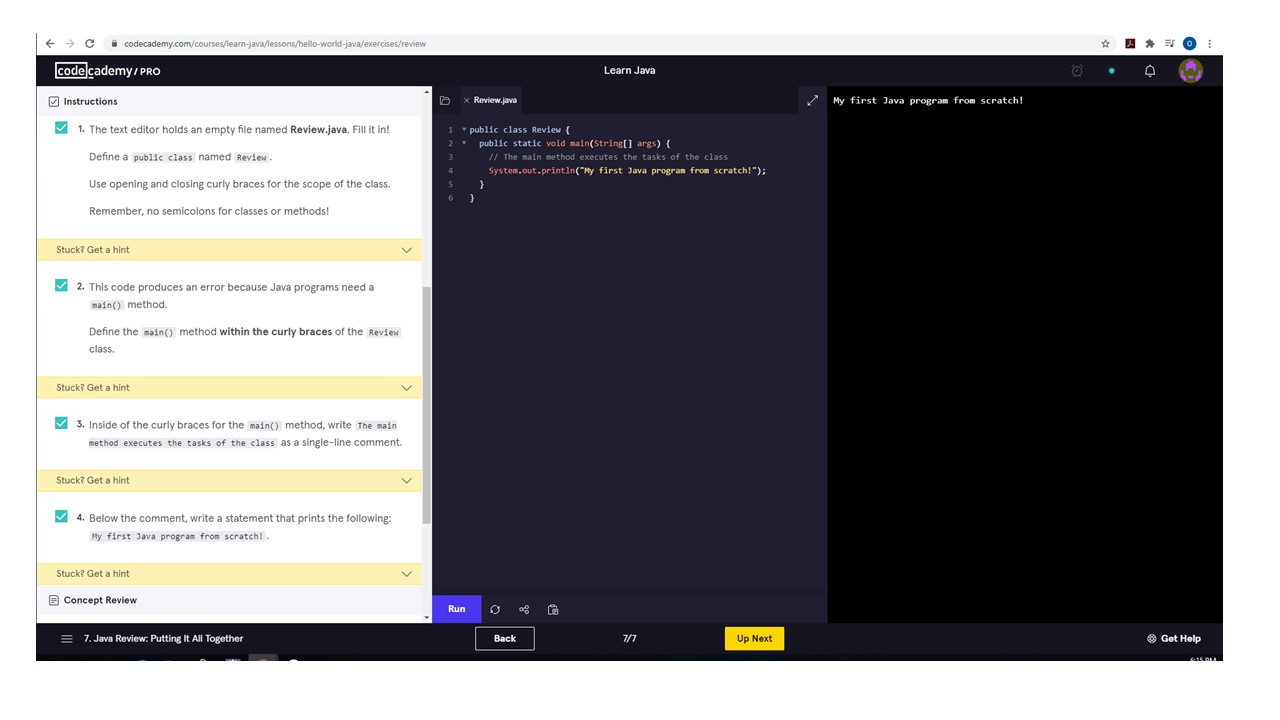 codecademy.com/courses/learn-java/lessons/hello-world-java/exercises/review
O
codecademy/PRO
Learn Java
Instructions
1. The text editor holds an empty file named Review.java. Fill it in!
Define a public class named Review.
Use opening and closing curly braces for the scope of the class.
Remember, no semicolons for classes or methods!
Stuck? Get a hint
2. This code produces an error because Java programs need a
main() method.
Define the main() method within the curly braces of the Review
class.
Stuck? Get a hint
3. Inside of the curly braces for the main() method, write The main
method executes the tasks of the class as a single-line comment.
Stuck? Get a hint
4. Below the comment, write a statement that prints the following:
My first Java program from scratch!.
Stuck? Get a hint
Concept Review
Review.java
1 public class Review {
2 public static void main(String[] args) {
3 // The main method executes the tasks of the class
4 System.out.println("My first Java program from scratch!");
5 }
6 }
My first Java program from scratch!
Run
7. Java Review: Putting It All Together
Back
7/7
Up Next
Get Help
6:15 PM